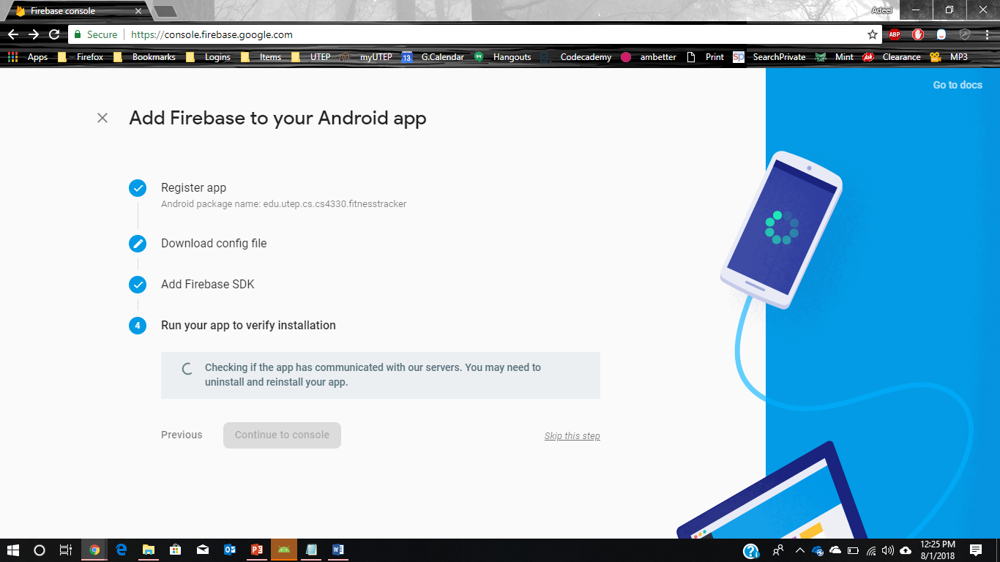 Firebase console
Adeel
Secure https://console.firebase.google.com
ABP
Apps Firefox Bookmarks Logins Items UTEP myUTEP 13 G.Calendar Hangouts Codecademy ambetter Print sp SearchPrivate Mint Ask Clearance MP3
Go to docs
Add Firebase to your Android app
Register app
Android package name: edu.utep.cs.cs4330.fitnesstracker
Download config file
Add Firebase SDK
4 Run your app to verify installation
Checking if the app has communicated with our servers. You may need to
uninstall and reinstall your app.
Previous Continue to console Skip this step
12:25 PM
8/1/2018